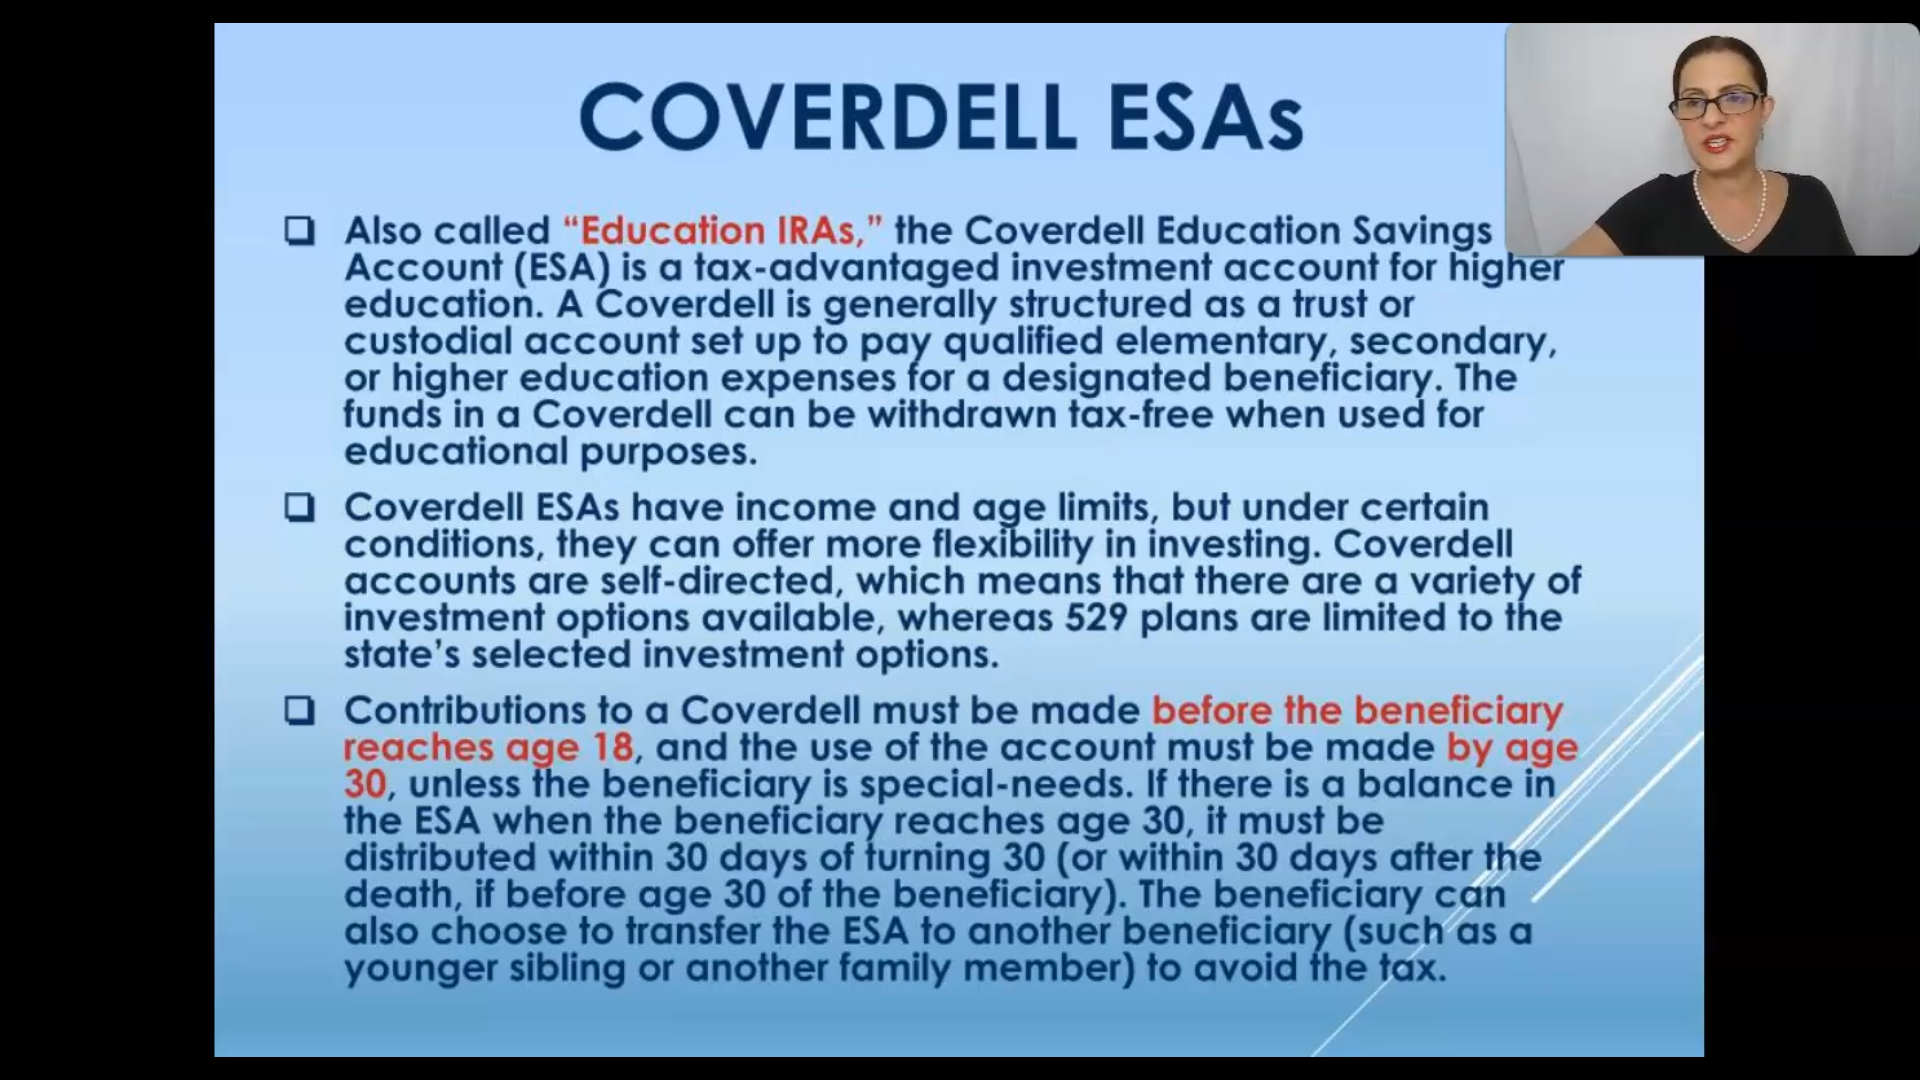 COVERDELL ESAs
❑ Also called “Education IRAs,” the Coverdell Education Savings
Account (ESA) is a tax-advantaged investment account for higher
education. A Coverdell is generally structured as a trust or
custodial account set up to pay qualified elementary, secondary,
or higher education expenses for a designated beneficiary. The
funds in a Coverdell can be withdrawn tax-free when used for
educational purposes.
❑ Coverdell ESAs have income and age limits, but under certain
conditions, they can offer more flexibility in investing. Coverdell
accounts are self-directed, which means that there are a variety of
investment options available, whereas 529 plans are limited to the
state’s selected investment options.
❑ Contributions to a Coverdell must be made before the beneficiary
reaches age 18, and the use of the account must be made by age
30, unless the beneficiary is special-needs. If there is a balance in
the ESA when the beneficiary reaches age 30, it must be
distributed within 30 days of turning 30 (or within 30 days after the
death, if before age 30 of the beneficiary). The beneficiary can
also choose to transfer the ESA to another beneficiary (such as a
younger sibling or another family member) to avoid the tax.